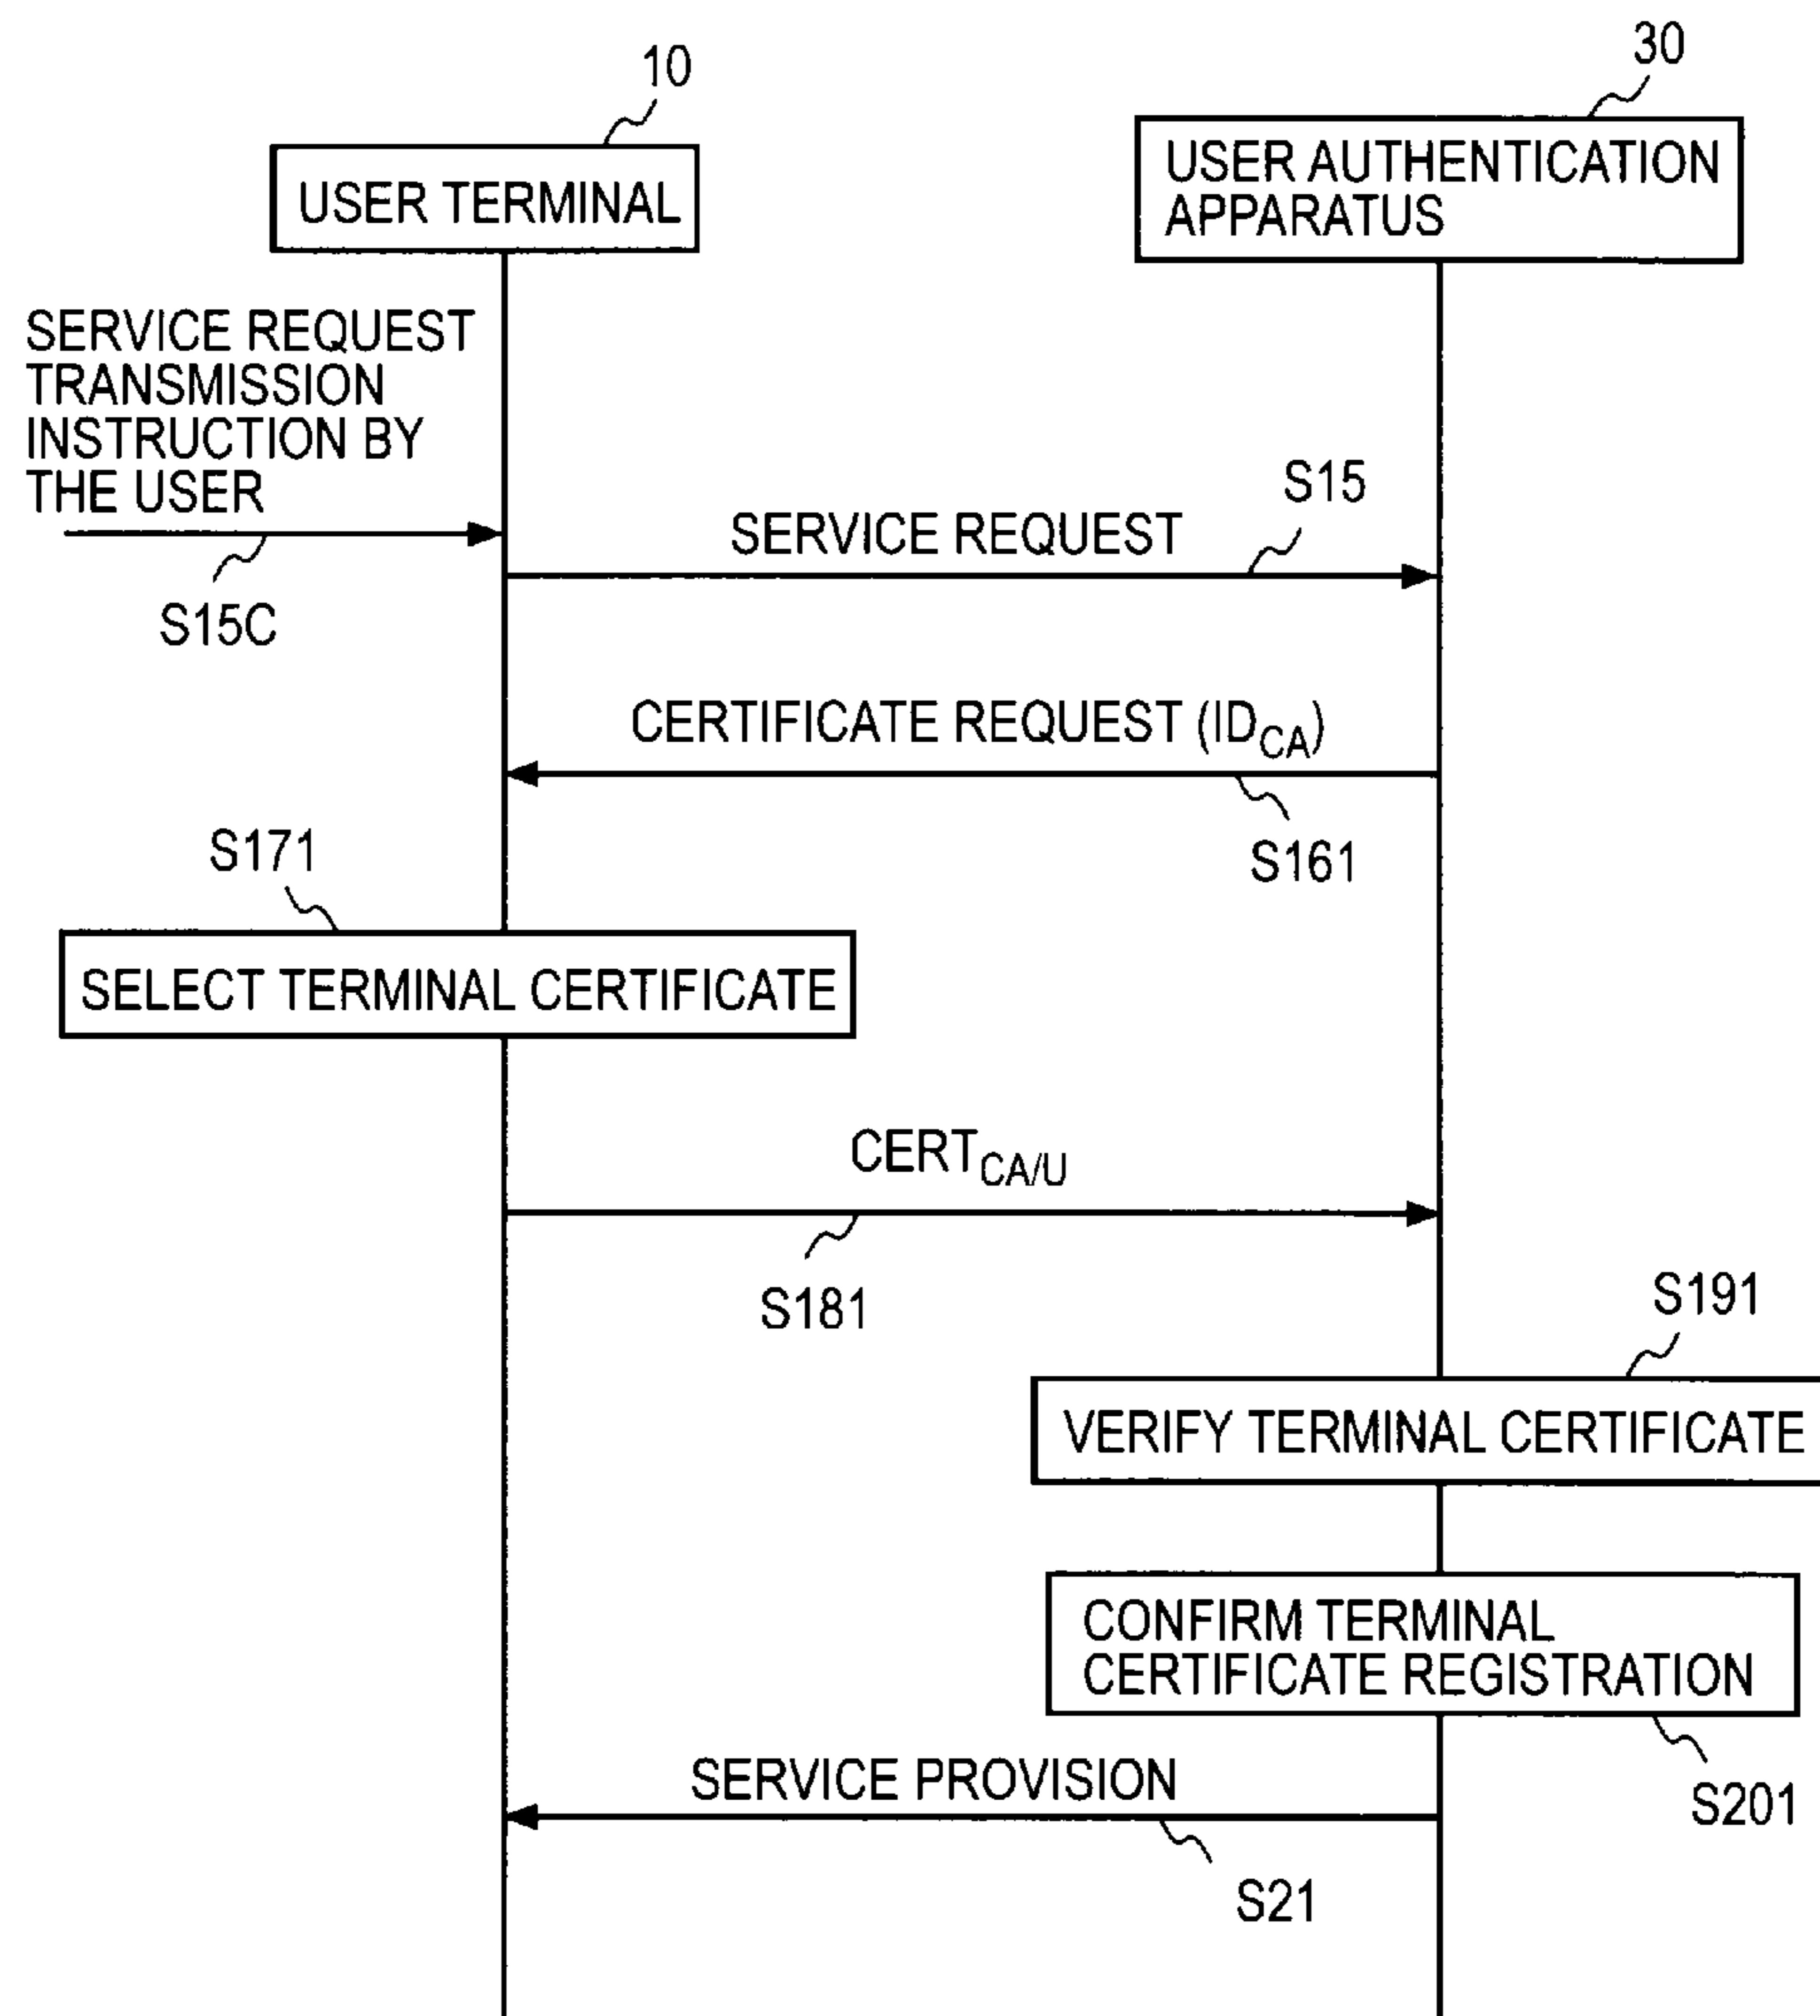 10
30
USER TERMINAL
USER AUTHENTICATION
APPARATUS
SERVICE REQUEST
TRANSMISSION
INSTRUCTION BY
THE USER
S15C
SERVICE REQUEST
S15
CERTIFICATE REQUEST (ID_CA)
S161
S171
SELECT TERMINAL CERTIFICATE
CERT_CA/U
S181
S191
VERIFY TERMINAL CERTIFICATE
CONFIRM TERMINAL
CERTIFICATE REGISTRATION
S201
SERVICE PROVISION
S21